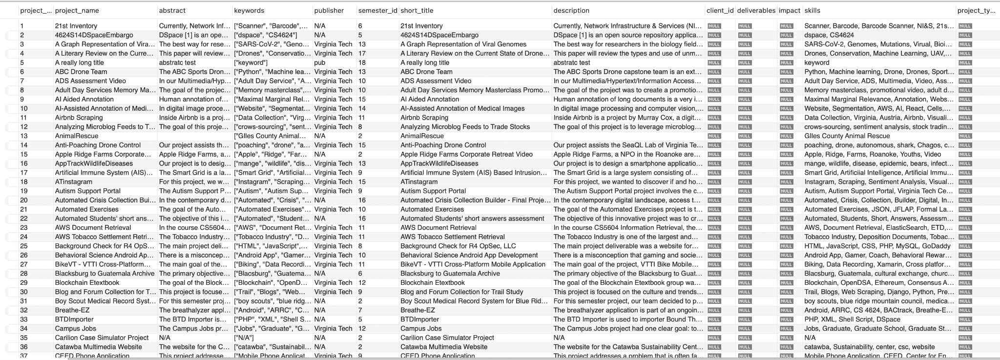 project_... project_name abstract keywords publisher semester_id short_title description client_id deliverables impact skills project_ty...
1 21st Inventory Currently, Network Inf... ["Scanner", "Barcode",... N/A 6 21st Inventory Currently, Network Infrastructure & Services (NI... NULL NULL NULL Scanner, Barcode, Barcode Scanner, NI&S, 21s... NULL
2 4624S14DSpaceEmbargo DSpace [1] is an ope... ["dspace", "CS4624"] N/A 5 4624S14DSpaceEmbargo DSpace [1] is an open source repository applica... NULL NULL NULL dspace, CS4624 NULL
3 A Graph Representation of Vira... The best way for rese... ["SARS-CoV-2", "Geno... Virginia Tech 13 A Graph Representation of Viral Genomes The best way for researchers in the biology field... NULL NULL NULL SARS-CoV-2, Genomes, Mutations, Virual, Bioi... NULL
4 A Literary Review on the Curre... This paper will review... ["Drones", "Conservatio... Virginia Tech 17 A Literary Review on the Current State of Drone... This paper will review the types and use of unm... NULL NULL NULL Drones, Conservation, Machine Learning, UAV,... NULL
5 A really long title abstratc test ["keyword"] pub 18 A really long title abstratc test NULL NULL NULL keyword NULL
6 ABC Drone Team The ABC Sports Dron... ["Python", "Machine lea... Virginia Tech 13 ABC Drone Team The ABC Sports Drone capstone team is an ext... NULL NULL NULL Python, Machine learning, Drone, Drones, Sport... NULL
7 ADS Assessment Video In our Multimedia/Hyp... ["Adult Day Service", "A... Virginia Tech 10 ADS Assessment Video In our Multimedia/Hypertext/Information Access... NULL NULL NULL Adult Day Service, ADS, Multimedia, Video, Ass... NULL
8 Adult Day Services Memory Ma... The goal of the projec... ["Memory masterclass",... Virginia Tech 10 Adult Day Services Memory Masterclass Promo... The goal of the project was to create a promotio... NULL NULL NULL Memory masterclass, promotional video, adult d... NULL
9 AI Aided Annotation Human annotation of... ["Maximal Marginal Rel... Virginia Tech 15 AI Aided Annotation Human annotation of long documents is a very i... NULL NULL NULL Maximal Marginal Relevance, Annotation, Webs... NULL
10 AI-Assisted Annotation of Medi... In digital image proce... ["Website", "Segmentat... Virginia Tech 14 AI-Assisted Annotation of Medical Images In digital image processing and computer vision,... NULL NULL NULL Website, Segmentation, AWS, AI, React, Cells,... NULL
11 Airbnb Scraping Inside Airbnb is a proj... ["Data Collection", "Virg... Virginia Tech 11 Airbnb Scraping Inside Airbnb is a project by Murray Cox, a digit... NULL NULL NULL Data Collection, Virginia, Austria, Airbnb, Visuali... NULL
12 Analyzing Microblog Feeds to T... The goal of this proje... ["crows-sourcing", "sent... Virginia Tech 8 Analyzing Microblog Feeds to Trade Stocks The goal of this project is to leverage microblog... NULL NULL NULL crows-sourcing, sentiment analysis, stock tradin... NULL
13 AnimalRescue ["GIles County Animal... N/A 2 AnimalRescue NULL NULL NULL GIles County Animal Rescue NULL
14 Anti-Poaching Drone Control Our project assists th... ["poaching", "drone", "a... Virginia Tech 15 Anti-Poaching Drone Control Our project assists the SeaQL Lab of Virginia Te... NULL NULL NULL poaching, drone, autonomous, shark, Chagos, c... NULL
15 Apple Ridge Farms Corporate... Apple Ridge Farms, a... ["Apple", "Ridge", "Far... N/A 2 Apple Ridge Farms Corporate Retreat Video Apple Ridge Farms, a NPO in the Roanoke are... NULL NULL NULL Apple, Ridge, Farms, Roanoke, Youths, Video NULL
16 AppTrackWildlifeDiseases Our project is to desig... ["mange", "wildlife", "dis... Virginia Tech 13 AppTrackWildlifeDiseases Our project is to design a smartphone applicatio... NULL NULL NULL mange, wildlife, disease, epidemic, bears, infect... NULL
17 Artificial Immune System (AIS)... The Smart Grid is a la... ["Smart Grid", "Artificiial... Virginia Tech 9 Artificial Immune System (AIS) Based Intrusion... The Smart Grid is a large system consisting of... NULL NULL NULL Smart Grid, Artificiial Intelligence, Artificial Immu... NULL
18 ATinstagram For this project, we w... ["Instagram", "Scraping... Virginia Tech 15 ATinstagram For this project, we wanted to discover if and ho... NULL NULL NULL Instagram, Scraping, Sentiment Analysis, Visual... NULL
19 Autism Support Portal The Autism Support P... ["Autism", "Autism Sup... Virginia Tech 9 Autism Support Portal The Autism Support Portal project involves the c... NULL NULL NULL Autism, Autism Support Portal, Virginia Tech Ce... NULL
20 Automated Crisis Collection Bui... In the contemporary d... ["Automated", "Crisis", "... N/A 16 Automated Crisis Collection Builder - Final Proje... In the contemporary digital landscape, access t... NULL NULL NULL Automated, Crisis, Collection, Builder, Digital, In... NULL
21 Automated Exercises The goal of the Auto... ["Automated Exercises"... Virginia Tech 10 Automated Exercises The goal of the Automated Exercises project is t... NULL NULL NULL Automated Exercises, JSON, JFLAP, Formal La... NULL
22 Automated Students' short ans... The objective of this i... ["Automated", "Student... N/A 16 Automated Students' short answers assessment The objective of this innovative project was to cr... NULL NULL NULL Automated, Students, Short, Answers, Assessm... NULL
23 AWS Document Retrieval In the course CS5604... ["AWS", "Document Ret... Virginia Tech 11 AWS Document Retrieval In the course CS5604 Information Retrieval, the... NULL NULL NULL AWS, Document Retrieval, ElasticSearch, ETD,... NULL
24 AWS Tobacco Settlement Retri... The Tobacco Industry... ["Tobacco Industry", "D... Virginia Tech 11 AWS Tobacco Settlement Retrieval The Tobacco Industry is one of the largest and... NULL NULL NULL Tobacco Industry, Deposition Documents, Tobac... NULL
25 Background Check for R4 OpS... The main project deli... ["HTML", "JavaScript",... Virginia Tech 8 Background Check for R4 OpSec, LLC The main project deliverable was a website for... NULL NULL NULL HTML, JavaScript, CSS, PHP, MySQL, GoDaddy NULL
26 Behavioral Science Android Ap... There is a misconcep... ["Android App", "Gamer... Virginia Tech 10 Behavioral Science Android App Development There is a misconception that gaming and socie... NULL NULL NULL Android App, Gamer, Coach, Behavioral Rewar... NULL
27 BikeVT - VTTI Cross-Platform... The main goal of the... ["Biking", "Data Recordi... Virginia Tech 11 BikeVT - VTTI Cross-Platform Mobile Application The main goal of the project, VTTI Bike Mobile... NULL NULL NULL Biking, Data Recording, Xamarin, Cross platfor... NULL
28 Blacksburg to Guatemala Archive The primary objective... ["Blacsburg", "Guatema... N/A 6 Blacksburg to Guatemala Archive The primary objective of the Blacksburg to Guat... NULL NULL NULL Blacsburg, Guatemala, cultural exchange, churc... NULL
29 Blockchain Etextbook The goal of the Block... ["Blockchain", "OpenD... Virginia Tech 12 Blockchain Etextbook The goal of the Blockchain Etextbook group wa... NULL NULL NULL Blockchain, OpenDSA, Ethereum, Consensus A... NULL
30 Blog and Forum Collection for T... This project is focuse... ["Trail", "Blogs", "Web... Virginia Tech 9 Blog and Forum Collection for Trail Study This project is focused on the culture and trends... NULL NULL NULL Trail, Blogs, Web Scraping, Django, Python, Pre... NULL
31 Boy Scout Medical Record Syst... For this semester proj... ["boy scouts", "blue ridg... N/A 2 Boy Scout Medical Record System for Blue Rid... For this semester project, our team decided to p... NULL NULL NULL boy scouts, blue ridge mountain council, medica... NULL
32 Breathe-EZ The breathalyzer appl... ["Android", "ARRC", "C... N/A 7 Breathe-EZ The breathalyzer application is part of an ongoin... NULL NULL NULL Android, ARRC, CS 4624, BACtrack, Breathe-E... NULL
33 BTDImporter The BTD Importer is... ["PHP", "XML", "Shell S... N/A 5 BTDImporter The BTD Importer is used to importer Bound Th... NULL NULL NULL PHP, XML, Shell Script, DSpace NULL
34 Campus Jobs The Campus Jobs pr... ["Jobs", "Graduate", "G... Virginia Tech 12 Campus Jobs The Campus Jobs project had one clear goal: to... NULL NULL NULL Jobs, Graduate, Graduate School, Graduate St... NULL
35 Carilion Case Simulator Project N/A ["N/A"] N/A 2 Carilion Case Simulator Project N/A NULL NULL NULL N/A NULL
36 Catawba Multimedia Website The website for the C... ["catawba", "Sustainabil... N/A 2 Catawba Multimedia Website The website for the Catawba Sustainability Cent... NULL NULL NULL catawba, Sustainability, center, csc, website NULL
37 CEED Phone Application This project addresse... ["Mobile Phone Applicat... Virginia Tech 9 CEED Phone Application This project addresses a problem that is often fa... NULL NULL NULL Mobile Phone Application, CEED, Center for En... NULL